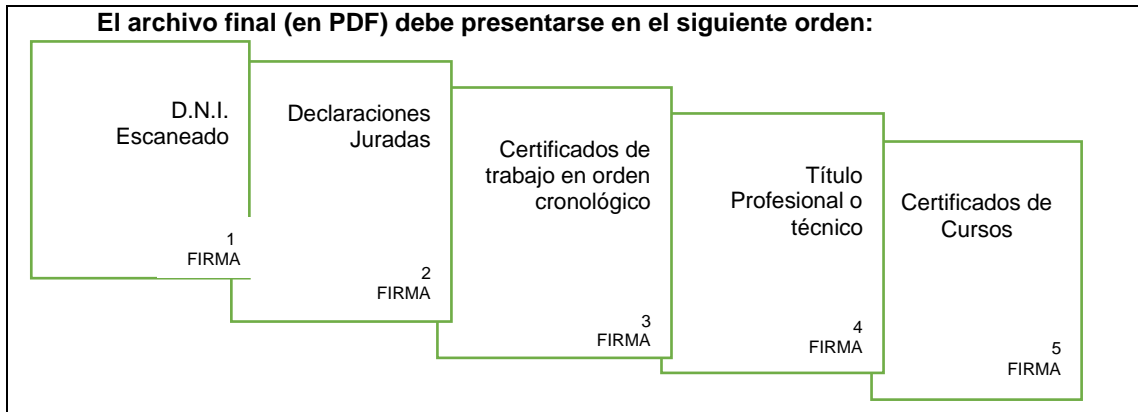 El archivo final (en PDF) debe presentarse en el siguiente orden:
D.N.I.
Escaneado
1
FIRMA
Declaraciones
Juradas
2
FIRMA
Certificados de
trabajo en orden
cronológico
3
FIRMA
Título
Profesional o
técnico
4
FIRMA
Certificados de
Cursos
5
FIRMA